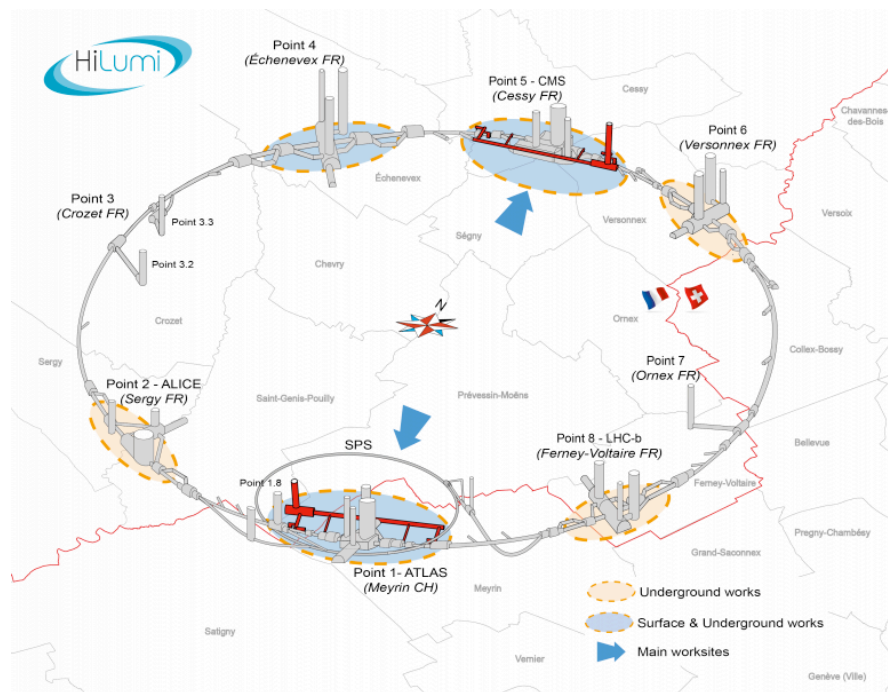 HiLumi
Point 4
(Échenevex FR)
Point 5 - CMS
(Cessy FR)
Cessy
Chavannes-
des-Bois
Point 6
(Versonnex FR)
Échenevex
Point 3
(Crozet FR)
Point 3.3
Point 3.2
Versonnex
Versoix
Ségny
Chevry
N
Crozet
Ornex
Sergy
Collex-Bossy
Point 7
(Ornex FR)
Point 2 - ALICE
(Sergy FR)
Saint-Genis-Pouilly
Prévessin-Moëns
SPS
Point 8 - LHC-b
(Ferney-Voltaire FR)
Bellevue
Point 1.8
Ferney-Voltaire
Pregny-Chambésy
Grand-Saconnex
Point 1- ATLAS
(Meyrin CH)
Meyrin
Underground works
Satigny
Surface & Underground works
Main worksites
Vernier
Genève (Ville)